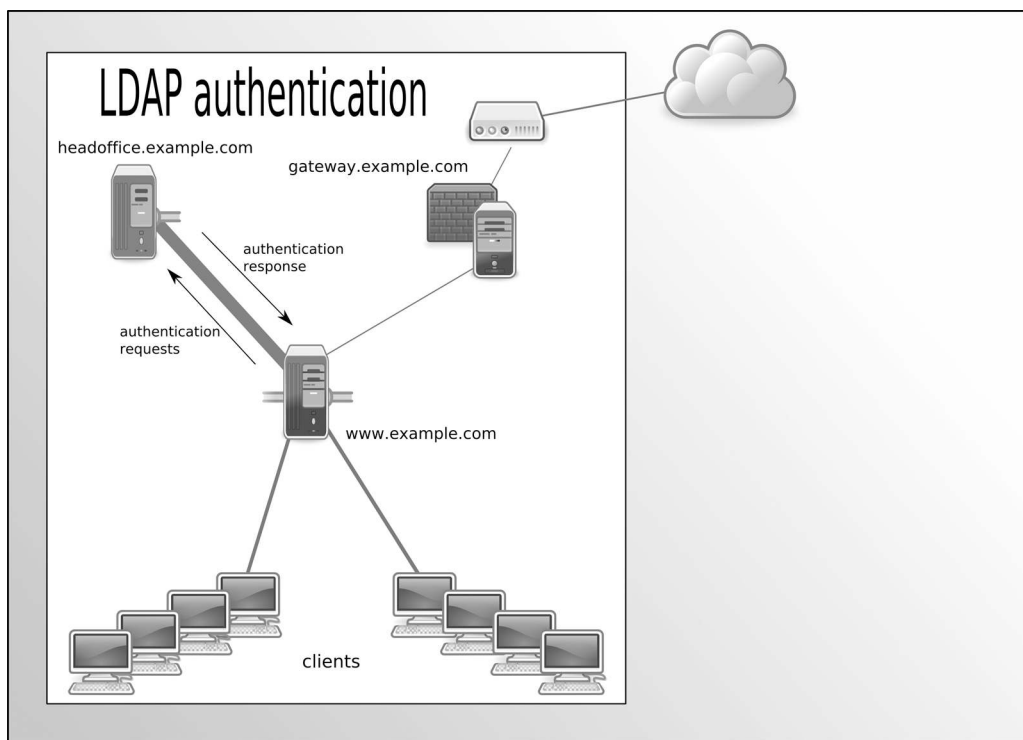 LDAP authentication
headoffice.example.com
gateway.example.com
authentication
response
authentication
requests
www.example.com
clients